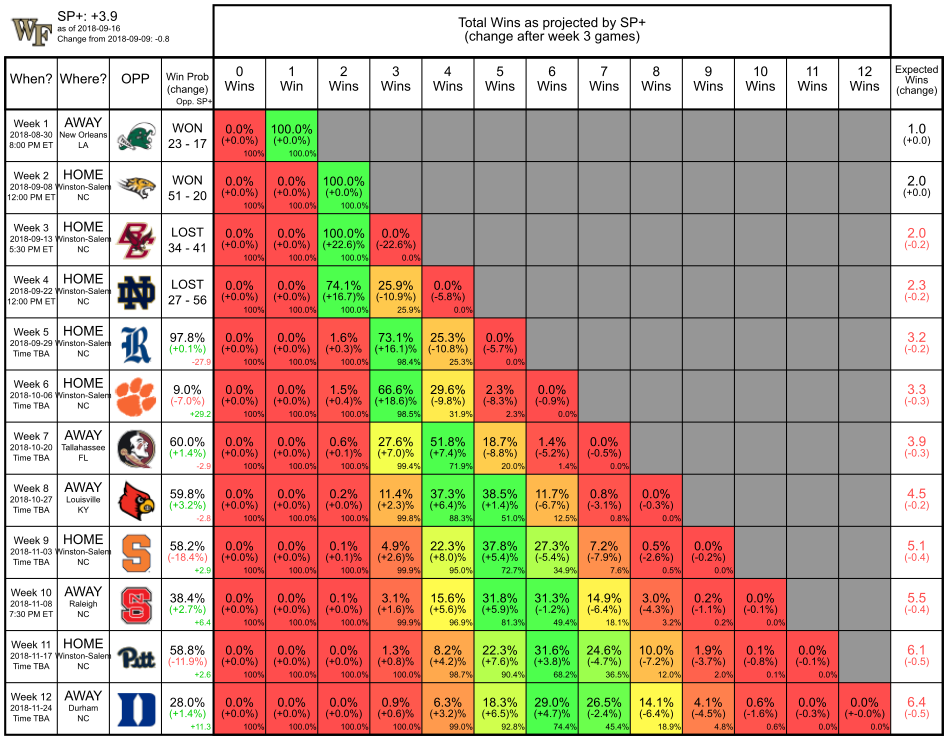 SP+: +3.9
as of 2018-09-16
Change from 2018-09-09: -0.8
Total Wins as projected by SP+
(change after week 3 games)
When? Where? OPP Win Prob (change) Opp. SP+ 0 Wins 1 Win 2 Wins 3 Wins 4 Wins 5 Wins 6 Wins 7 Wins 8 Wins 9 Wins 10 Wins 11 Wins 12 Wins Expected Wins (change)
Week 1 AWAY WON 0.0% 100.0% 1.0
2018-08-30 New Orleans 23 - 17 (+0.0%) (+0.0%) (+0.0)
8:00 PM ET LA 100% 100.0%
Week 2 HOME WON 0.0% 0.0% 100.0% 2.0
2018-09-08 Winston-Salem 51 - 20 (+0.0%) (+0.0%) (+0.0%) (+0.0)
12:00 PM ET NC 100% 100.0% 100.0%
Week 3 HOME LOST 0.0% 0.0% 100.0% 0.0% 2.0
2018-09-13 Winston-Salem 34 - 41 (+0.0%) (+0.0%) (+22.6%) (-22.6%) (-0.2)
5:30 PM ET NC 100% 100.0% 100.0% 0.0%
Week 4 HOME LOST 0.0% 0.0% 74.1% 25.9% 0.0% 2.3
2018-09-22 Winston-Salem 27 - 56 (+0.0%) (+0.0%) (+16.7%) (-10.9%) (-5.8%) (-0.2)
12:00 PM ET NC ND 100% 100.0% 100.0% 25.9% 0.0%
Week 5 HOME R 97.8% 0.0% 0.0% 1.6% 73.1% 25.3% 0.0% 3.2
2018-09-29 Winston-Salem (+0.1%) (+0.0%) (+0.0%) (+0.3%) (+16.1%) (-10.8%) (-5.7%) (-0.2)
Time TBA NC -27.9 100% 100.0% 100.0% 98.4% 25.3% 0.0%
Week 6 HOME 9.0% 0.0% 0.0% 1.5% 66.6% 29.6% 2.3% 0.0% 3.3
2018-10-06 Winston-Salem (-7.0%) (+0.0%) (+0.0%) (+0.4%) (+18.6%) (-9.8%) (-8.3%) (-0.9%) (-0.3)
Time TBA NC +29.2 100% 100.0% 100.0% 98.5% 31.9% 2.3% 0.0%
Week 7 AWAY 60.0% 0.0% 0.0% 0.6% 27.6% 51.8% 18.7% 1.4% 0.0% 3.9
2018-10-20 Tallahassee (+1.4%) (+0.0%) (+0.0%) (+0.1%) (+7.0%) (+7.4%) (-8.8%) (-5.2%) (-0.5%) (-0.3)
Time TBA FL -2.9 100% 100.0% 100.0% 99.4% 71.9% 20.0% 1.4% 0.0%
Week 8 AWAY 59.8% 0.0% 0.0% 0.2% 11.4% 37.3% 38.5% 11.7% 0.8% 0.0% 4.5
2018-10-27 Louisville (+3.2%) (+0.0%) (+0.0%) (+0.1%) (+2.3%) (+6.4%) (+1.4%) (-6.7%) (-3.1%) (-0.3%) (-0.2)
Time TBA KY -2.8 100% 100.0% 100.0% 99.8% 88.3% 51.0% 12.5% 0.8% 0.0%
Week 9 HOME S 58.2% 0.0% 0.0% 0.1% 4.9% 22.3% 37.8% 27.3% 7.2% 0.5% 0.0% 5.1
2018-11-03 Winston-Salem (-18.4%) (+0.0%) (+0.0%) (+0.1%) (+2.6%) (+8.0%) (+5.4%) (-5.4%) (-7.9%) (-2.6%) (-0.2%) (-0.4)
Time TBA NC +2.9 100% 100.0% 100.0% 99.9% 95.0% 72.7% 34.9% 7.6% 0.5% 0.0%
Week 10 AWAY 38.4% 0.0% 0.0% 0.1% 3.1% 15.6% 31.8% 31.3% 14.9% 3.0% 0.2% 0.0% 5.5
2018-11-08 Raleigh (+2.7%) (+0.0%) (+0.0%) (+0.0%) (+1.6%) (+5.6%) (+5.9%) (-1.2%) (-6.4%) (-4.3%) (-1.1%) (-0.1%) (-0.4)
7:30 PM ET NC +6.4 100% 100.0% 100.0% 99.9% 96.9% 81.3% 49.4% 18.1% 3.2% 0.2% 0.0%
Week 11 HOME Pitt 58.8% 0.0% 0.0% 0.0% 1.3% 8.2% 22.3% 31.6% 24.6% 10.0% 1.9% 0.1% 0.0% 6.1
2018-11-17 Winston-Salem (-11.9%) (+0.0%) (+0.0%) (+0.0%) (+0.8%) (+4.2%) (+7.6%) (+3.8%) (-4.7%) (-7.2%) (-3.7%) (-0.8%) (-0.1%) (-0.5)
Time TBA NC +2.6 100% 100.0% 100.0% 100.0% 98.7% 90.4% 68.2% 36.5% 12.0% 2.0% 0.1% 0.0%
Week 12 AWAY D 28.0% 0.0% 0.0% 0.0% 0.9% 6.3% 18.3% 29.0% 26.5% 14.1% 4.1% 0.6% 0.0% 0.0% 6.4
2018-11-24 Durham (+1.4%) (+0.0%) (+0.0%) (+0.0%) (+0.6%) (+3.2%) (+6.5%) (+4.7%) (-2.4%) (-6.4%) (-4.5%) (-1.6%) (-0.3%) (+-0.0%) (-0.5)
Time TBA NC +11.3 100% 100.0% 100.0% 100.0% 99.0% 92.8% 74.4% 45.4% 18.9% 4.8% 0.6% 0.0% 0.0%